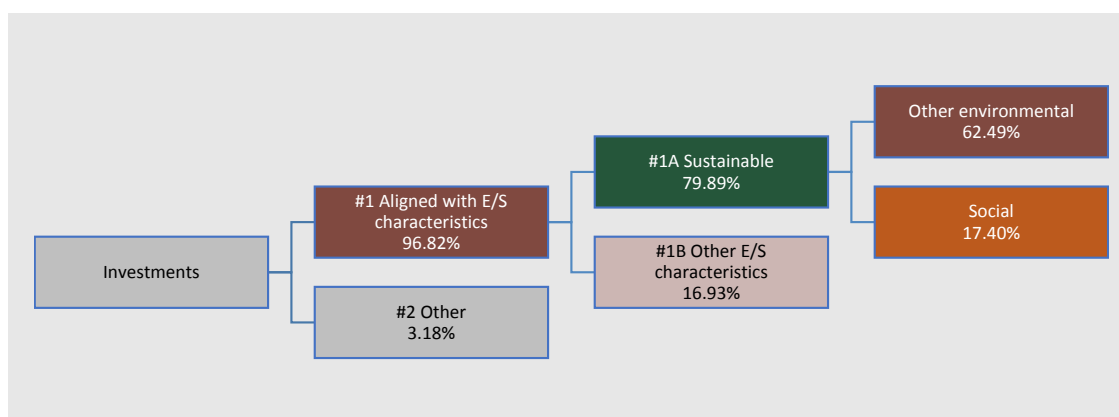 Investments
#1 Aligned with E/S
characteristics
96.82%
#2 Other
3.18%
#1A Sustainable
79.89%
#1B Other E/S
characteristics
16.93%
Other environmental
62.49%
Social
17.40%